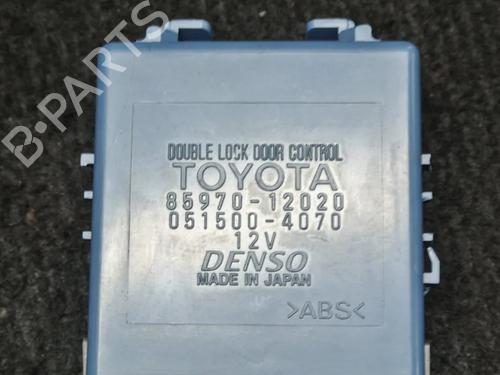 B-PARTS
DOUBLE LOCK DOOR CONTROL
TOYOTA
85970-12020
051500-4070
12V
DENSO
MADE IN JAPAN
>ABS<